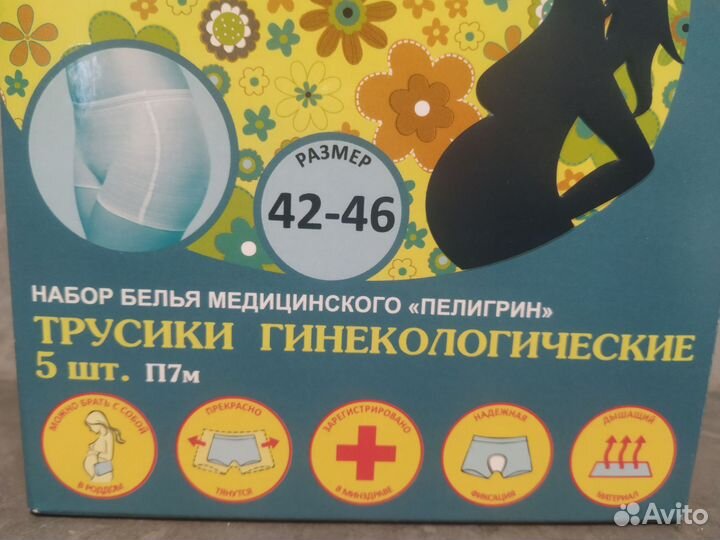 РАЗМЕР
42-46
НАБОР БЕЛЬЯ МЕДИЦИНСКОГО «ПЕЛИГРИН»
ТРУСИКИ ГИНЕКОЛОГИЧЕСКИЕ
5 шт. П7м
МОЖНО БРАТЬ С СОБОЙ
В РОДДОМ
ПРЕКРАСНО
ТЯНУТСЯ
ЗАРЕГИСТРИРОВАНО
В МИНЗДРАВЕ
НАДЕЖНАЯ
ФИКСАЦИЯ
ДЫШАЩИЙ
МАТЕРИАЛ
Avito